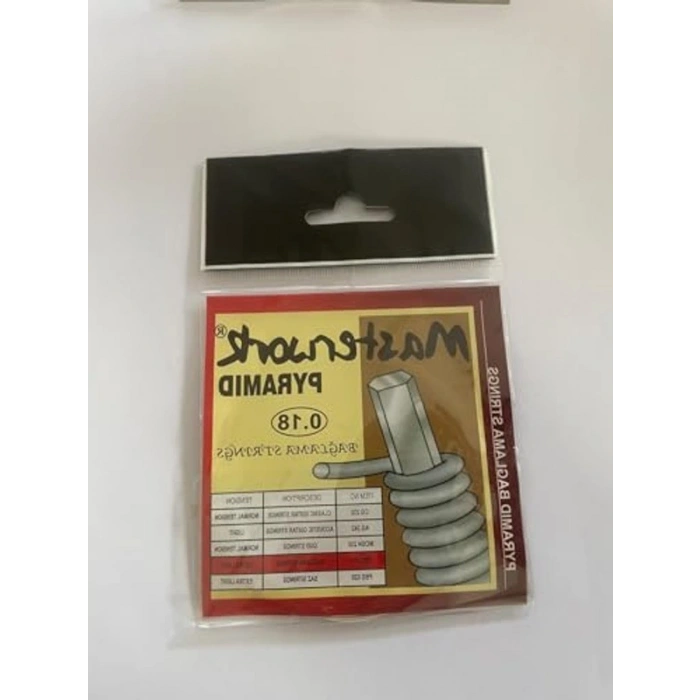 Masterwork®
PYRAMID
0.18
BAĞLAMA STRINGS
PYRAMID BAGLAMA STRINGS
ITEM NO DESCRIPTION TENSION
CLASSIC GUITAR STRINGS NORMAL TENSION
ACOUSTIC GUITAR STRINGS LIGHT
OUD STRINGS NORMAL TENSION
SAZ STRINGS EXTRA LIGHT